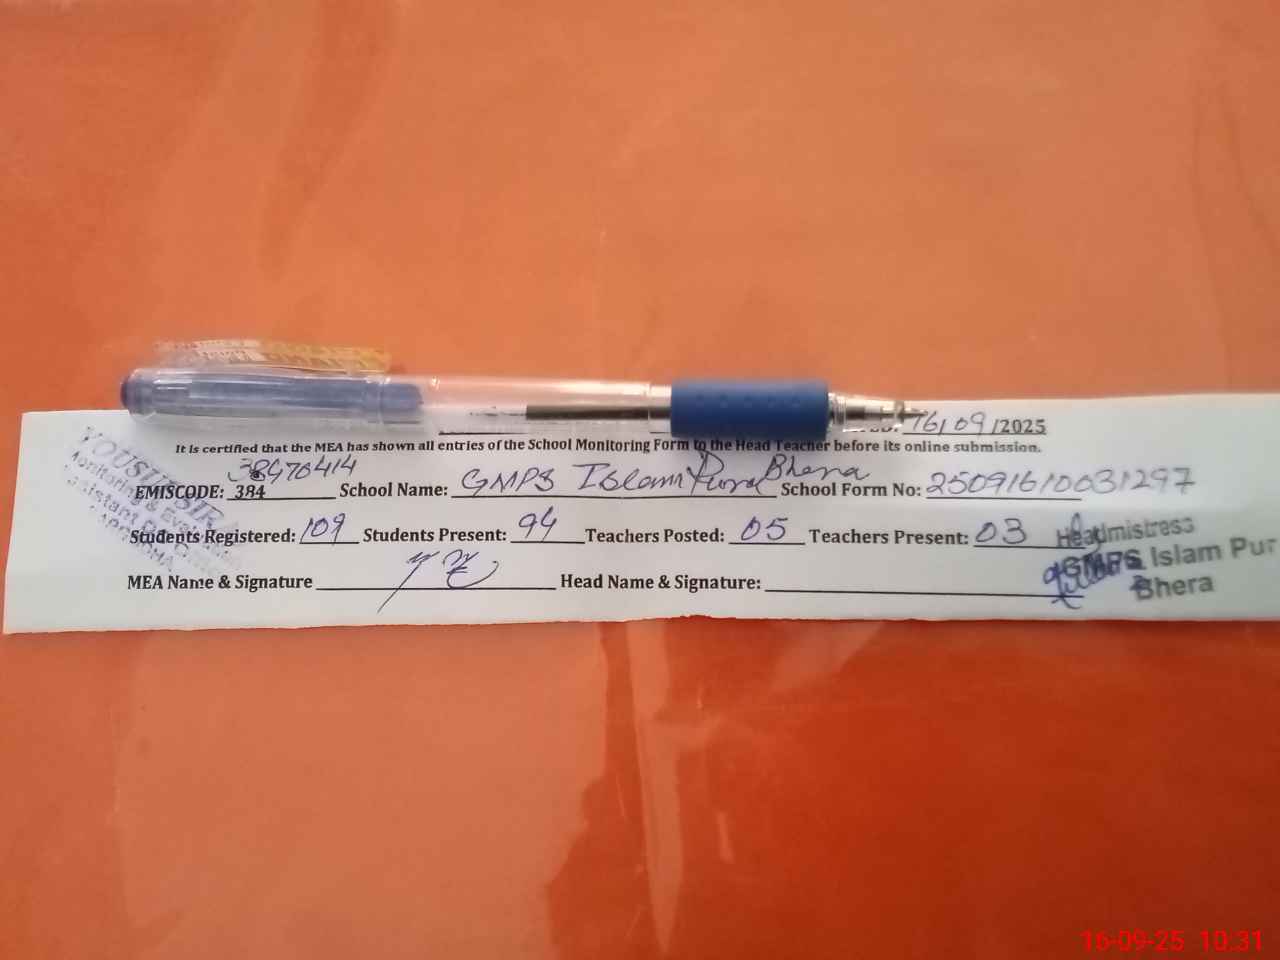 16/09/2025
It is certified that the MEA has shown all entries of the School Monitoring Form to the Head Teacher before its online submission.
38470414
EMISCODE: 384 School Name: GMPS Islam Pura Bhera School Form No: 25091610031297
Students Registered: 109 Students Present: 94 Teachers Posted: 05 Teachers Present: 03
MEA Name & Signature Head Name & Signature:
Headmistress
GMPS Islam Pur
Bhera
Monitoring & Evaluation
Assistant
16-09-25 10:31